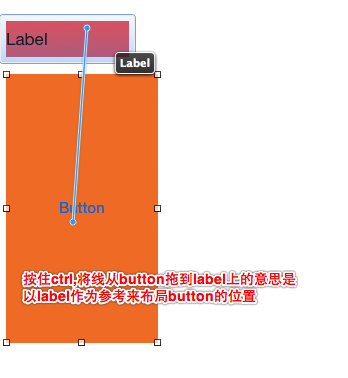 Label
Label
Button
按住ctrl,将线从button拖到label上的意思是
以label作为参考来布局button的位置